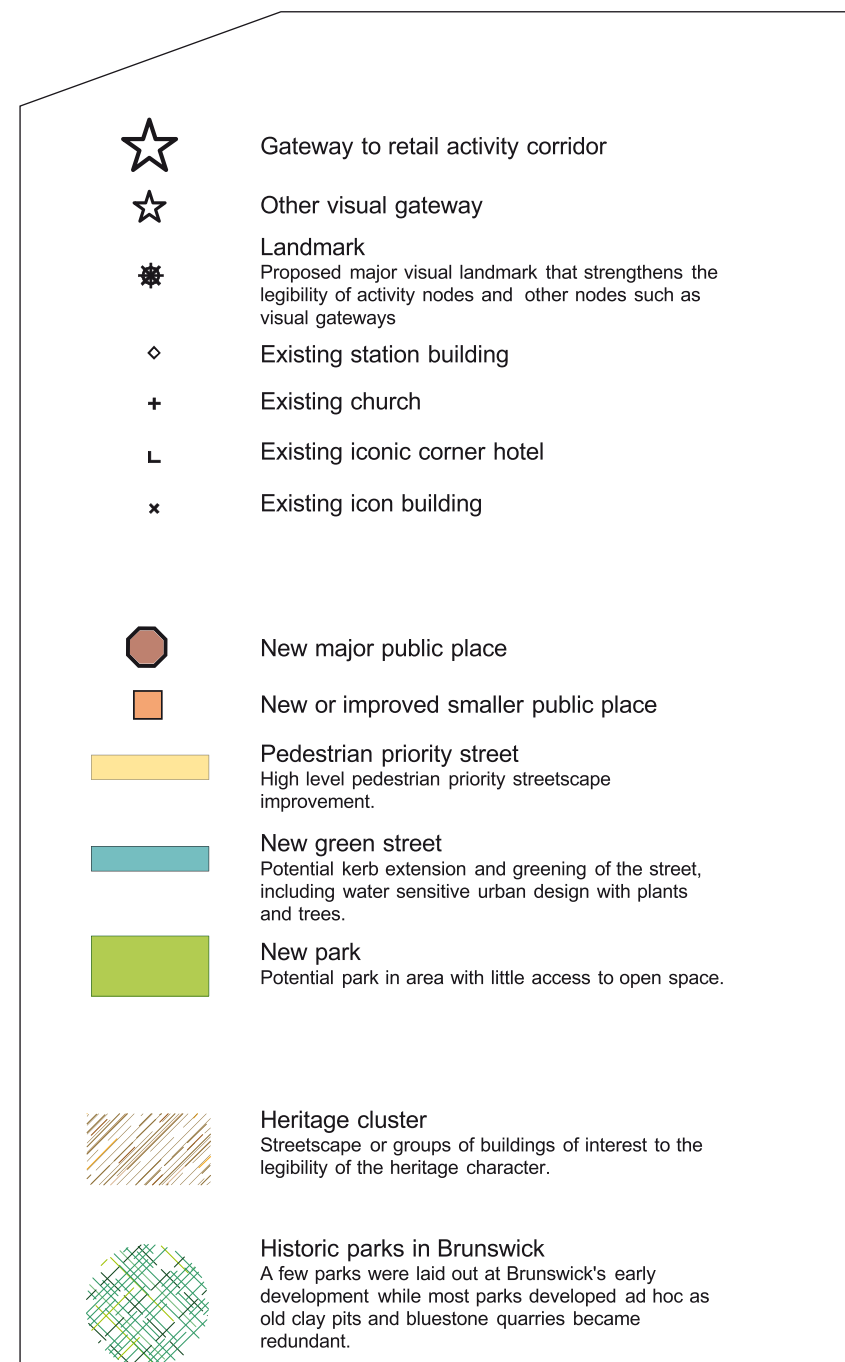 Gateway to retail activity corridor
Other visual gateway
Landmark
Proposed major visual landmark that strengthens the
legibility of activity nodes and other nodes such as
visual gateways
Existing station building
Existing church
Existing iconic corner hotel
Existing icon building
New major public place
New or improved smaller public place
Pedestrian priority street
High level pedestrian priority streetscape
improvement.
New green street
Potential kerb extension and greening of the street,
including water sensitive urban design with plants
and trees.
New park
Potential park in area with little access to open space.
Heritage cluster
Streetscape or groups of buildings of interest to the
legibility of the heritage character.
Historic parks in Brunswick
A few parks were laid out at Brunswick's early
development while most parks developed ad hoc as
old clay pits and bluestone quarries became
redundant.